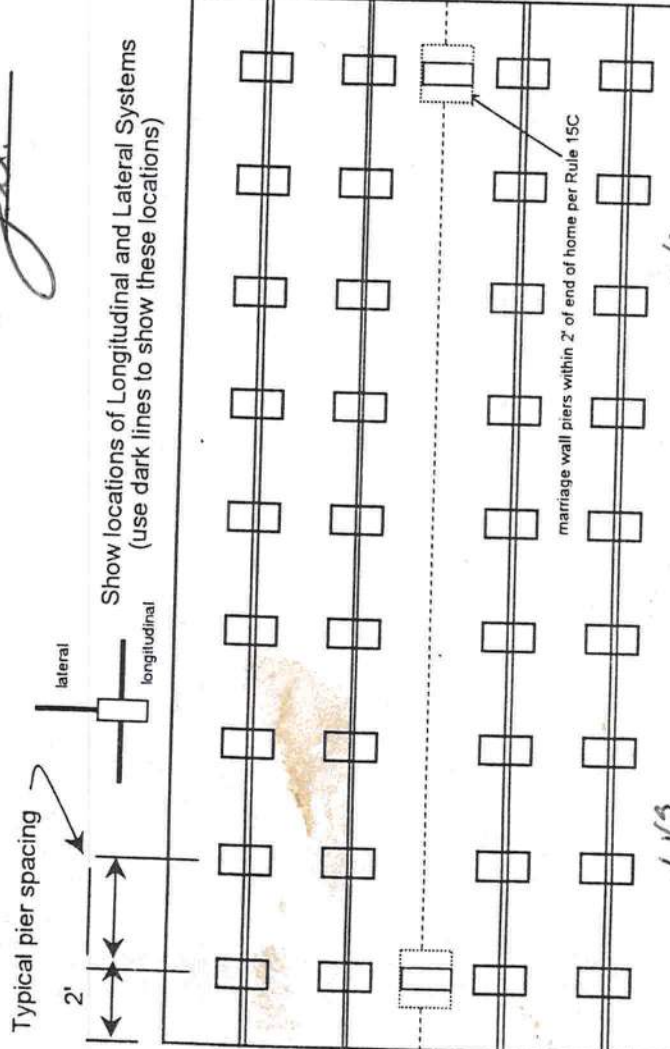 Typical pier spacing
2'
lateral
longitudinal
Show locations of Longitudinal and Lateral Systems
(use dark lines to show these locations)
marriage wall piers within 2' of end of home per Rule 15C